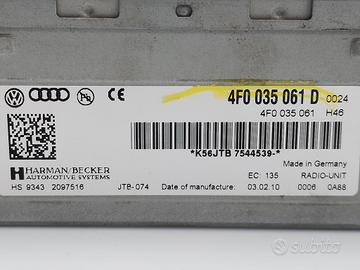 4F0 035 061 D 0024
4F0 035 061 H46
*K56JTB 7544539-*
Made in Germany
HARMAN/BECKER
AUTOMOTIVE SYSTEMS
EC: 135 RADIO-UNIT
HS 9343 2097516 JTB-074 Date of manufacture: 03.02.10 0006 0A88
subito